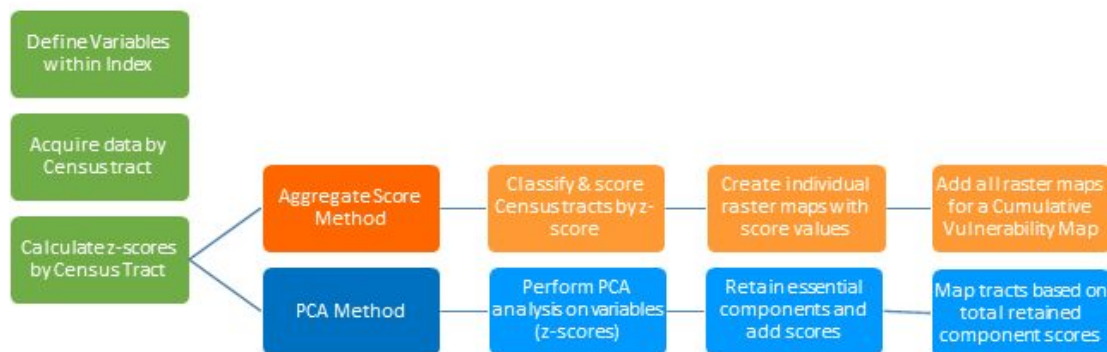 Define Variables
within Index
Acquire data by
Census tract
Calculate z-scores
by Census Tract
Aggregate Score
Method
Classify & score
Census tracts by z-
score
Create individual
raster maps with
score values
Add all raster maps
for a Cumulative
Vulnerability Map
PCA Method
Perform PCA
analysis on variables
(z-scores)
Retain essential
components and
add scores
Map tracts based on
total retained
component scores